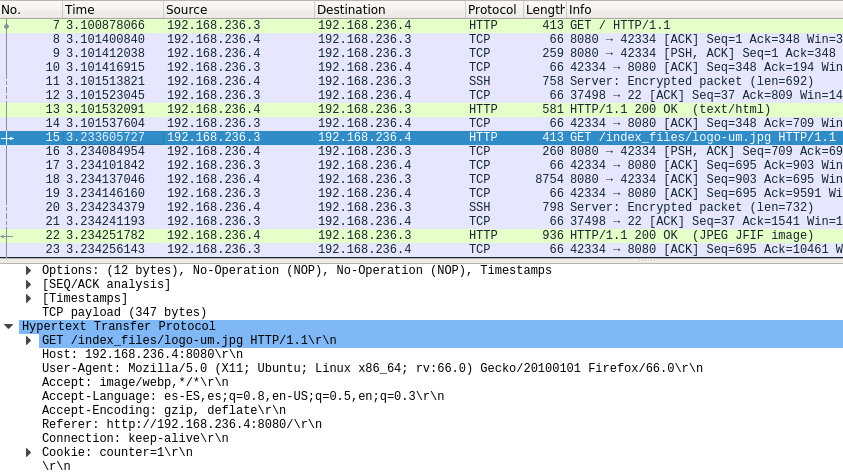 No. Time Source Destination Protocol Length Info
7 3.100878066 192.168.236.3 192.168.236.4 HTTP 413 GET / HTTP/1.1
8 3.101400840 192.168.236.4 192.168.236.3 TCP 66 8080 → 42334 [ACK] Seq=1 Ack=348 Win=3
9 3.101412038 192.168.236.4 192.168.236.3 TCP 259 8080 → 42334 [PSH, ACK] Seq=1 Ack=348
10 3.101416915 192.168.236.3 192.168.236.4 TCP 66 42334 → 8080 [ACK] Seq=348 Ack=194 Win
11 3.101513821 192.168.236.4 192.168.236.3 SSH 758 Server: Encrypted packet (len=692)
12 3.101523045 192.168.236.3 192.168.236.4 TCP 66 37498 → 22 [ACK] Seq=37 Ack=809 Win=14
13 3.101532091 192.168.236.4 192.168.236.3 HTTP 581 HTTP/1.1 200 OK (text/html)
14 3.101537604 192.168.236.3 192.168.236.4 TCP 66 42334 → 8080 [ACK] Seq=348 Ack=709 Win
15 3.233605727 192.168.236.3 192.168.236.4 HTTP 413 GET /index_files/logo-um.jpg HTTP/1.1
16 3.234084954 192.168.236.4 192.168.236.3 TCP 260 8080 → 42334 [PSH, ACK] Seq=709 Ack=69
17 3.234101842 192.168.236.3 192.168.236.4 TCP 66 42334 → 8080 [ACK] Seq=695 Ack=903 Win
18 3.234137046 192.168.236.4 192.168.236.3 TCP 8754 8080 → 42334 [ACK] Seq=903 Ack=695 Win
19 3.234146160 192.168.236.3 192.168.236.4 TCP 66 42334 → 8080 [ACK] Seq=695 Ack=9591 Win
20 3.234234379 192.168.236.4 192.168.236.3 SSH 798 Server: Encrypted packet (len=732)
21 3.234241193 192.168.236.3 192.168.236.4 TCP 66 37498 → 22 [ACK] Seq=37 Ack=1541 Win=1
22 3.234251782 192.168.236.4 192.168.236.3 HTTP 936 HTTP/1.1 200 OK (JPEG JFIF image)
23 3.234256143 192.168.236.3 192.168.236.4 TCP 66 42334 → 8080 [ACK] Seq=695 Ack=10461 W
Options: (12 bytes), No-Operation (NOP), No-Operation (NOP), Timestamps
[SEQ/ACK analysis]
[Timestamps]
TCP payload (347 bytes)
Hypertext Transfer Protocol
GET /index_files/logo-um.jpg HTTP/1.1\r\n
Host: 192.168.236.4:8080\r\n
User-Agent: Mozilla/5.0 (X11; Ubuntu; Linux x86_64; rv:66.0) Gecko/20100101 Firefox/66.0\r\n
Accept: image/webp,*/*\r\n
Accept-Language: es-ES,es;q=0.8,en-US;q=0.5,en;q=0.3\r\n
Accept-Encoding: gzip, deflate\r\n
Referer: http://192.168.236.4:8080/\r\n
Connection: keep-alive\r\n
Cookie: counter=1\r\n
\r\n